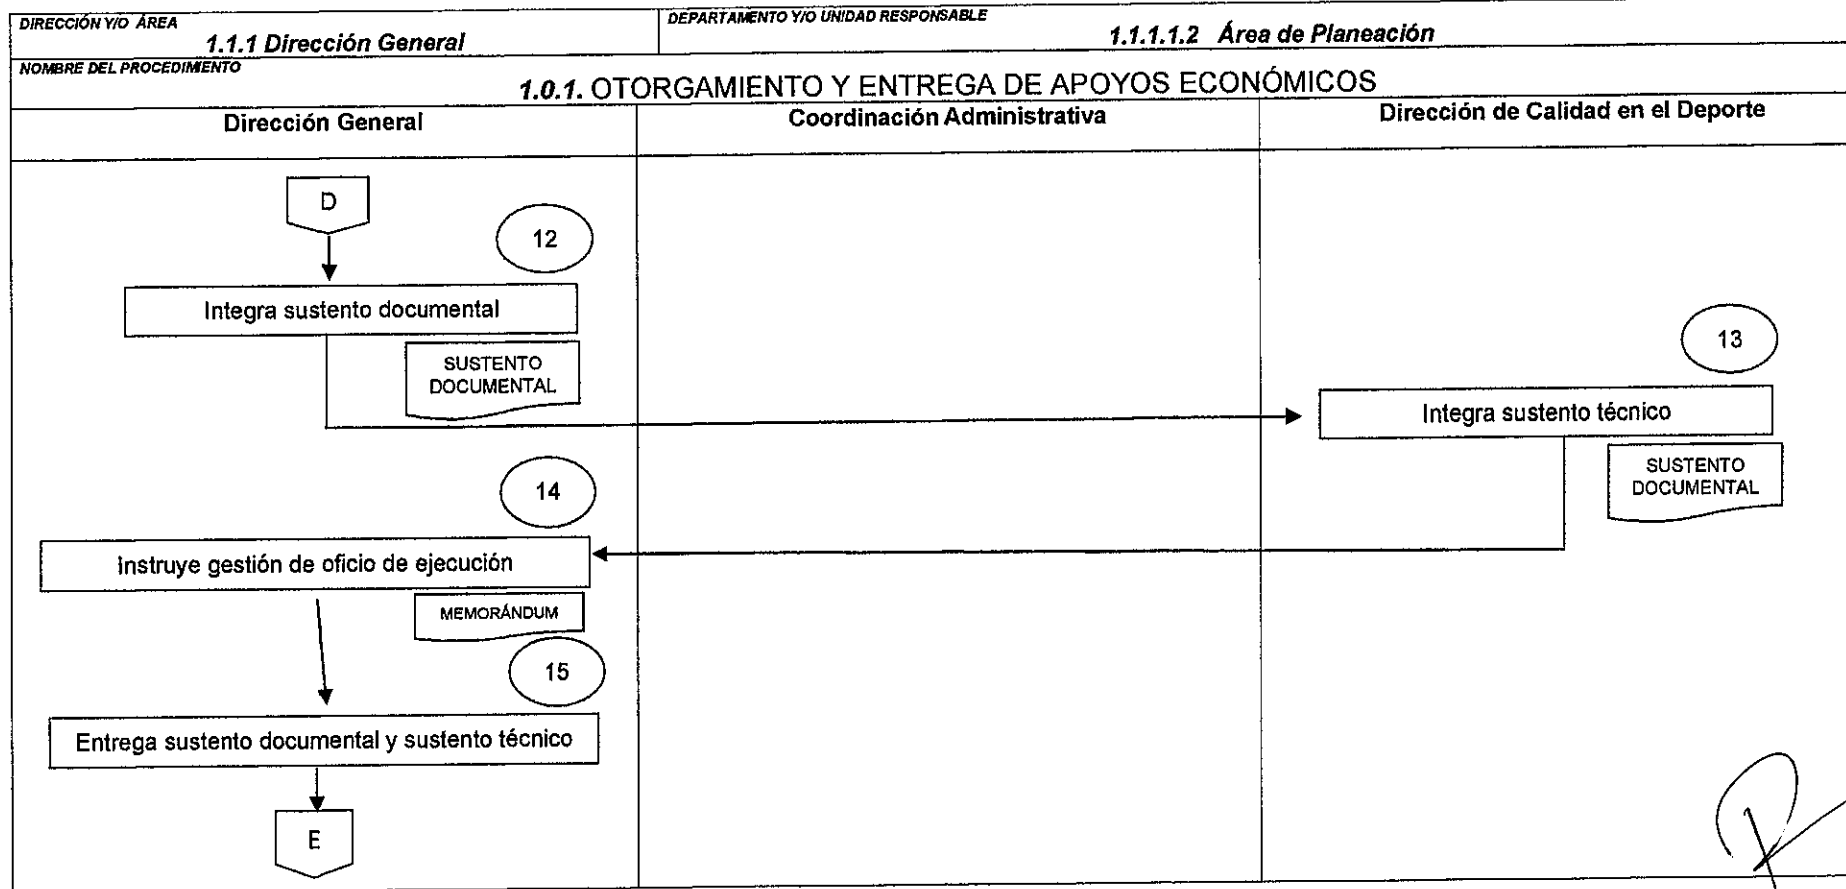 DIRECCIÓN Y/O ÁREA
1.1.1 Dirección General
DEPARTAMENTO Y/O UNIDAD RESPONSABLE
1.1.1.1.2 Área de Planeación
NOMBRE DEL PROCEDIMIENTO
1.0.1. OTORGAMIENTO Y ENTREGA DE APOYOS ECONÓMICOS
Dirección General
Coordinación Administrativa
Dirección de Calidad en el Deporte
D
12
Integra sustento documental
SUSTENTO
DOCUMENTAL
13
Integra sustento técnico
SUSTENTO
DOCUMENTAL
14
Instruye gestión de oficio de ejecución
MEMORÁNDUM
15
Entrega sustento documental y sustento técnico
E